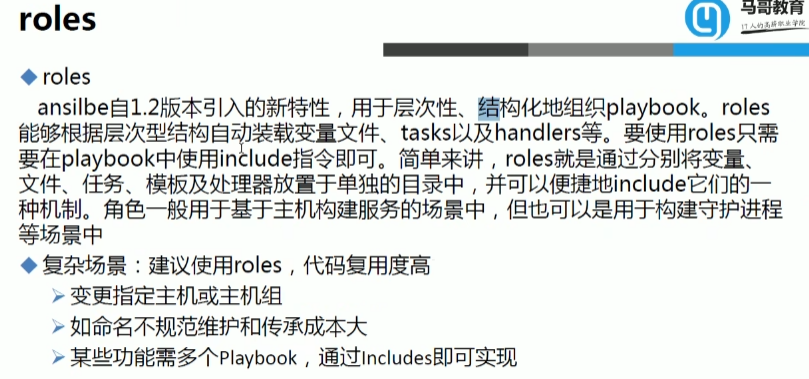 roles
马哥教育
IT人的高薪职业学院
roles
ansilbe自1.2版本引入的新特性，用于层次性、结构化地组织playbook。roles
能够根据层次型结构自动装载变量文件、tasks以及handlers等。要使用roles只需
要在playbook中使用include指令即可。简单来讲，roles就是通过分别将变量、
文件、任务、模板及处理器放置于单独的目录中，并可以便捷地include它们的一
种机制。角色一般用于基于主机构建服务的场景中，但也可以是用于构建守护进程
等场景中
复杂场景：建议使用roles，代码复用度高
变更指定主机或主机组
如命名不规范维护和传承成本大
某些功能需多个Playbook，通过Includes即可实现